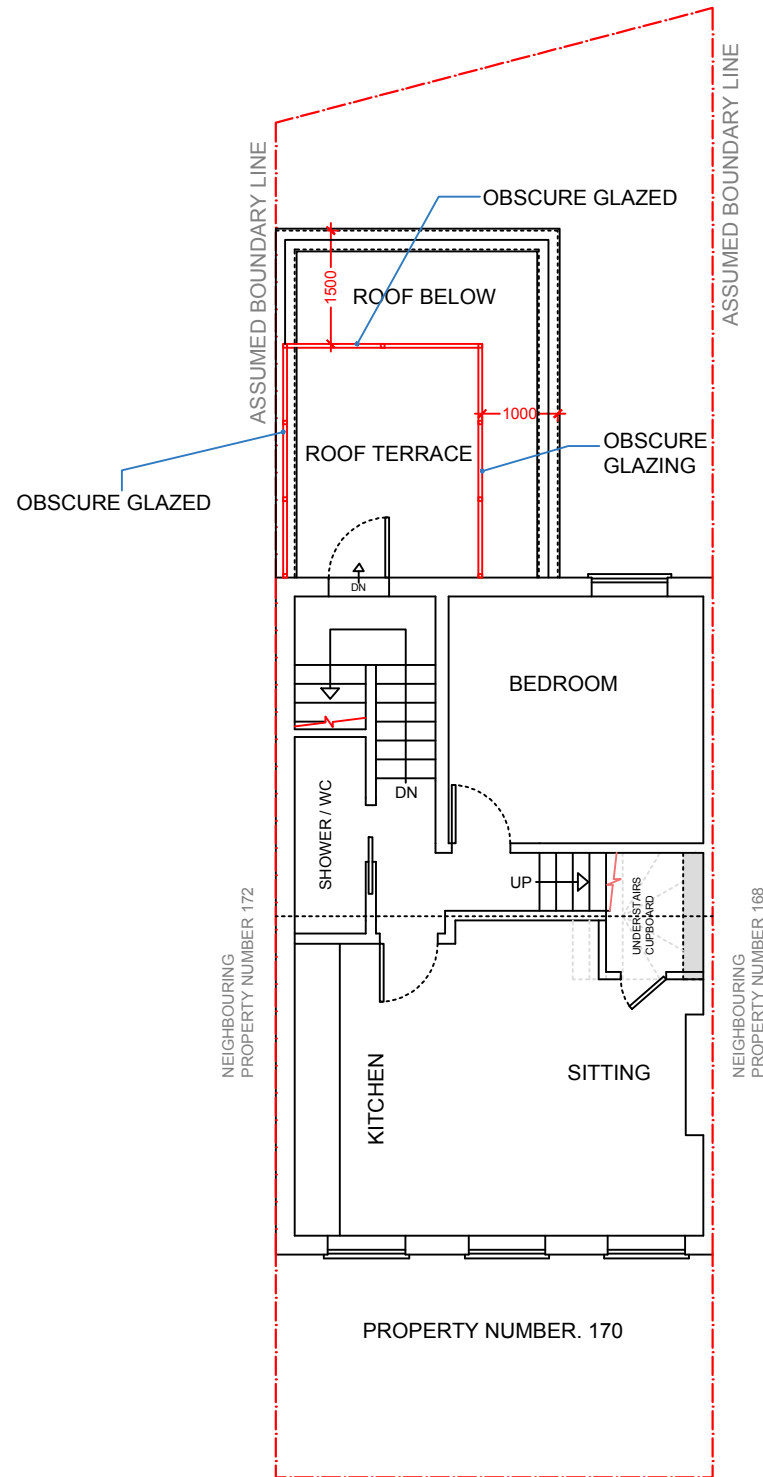 ASSUMED BOUNDARY LINE
ASSUMED BOUNDARY LINE
OBSCURE GLAZED
1500
ROOF BELOW
1000
ROOF TERRACE
OBSCURE
GLAZING
OBSCURE GLAZED
DN
BEDROOM
DN
SHOWER / WC
UP
UNDERSTAIRS
CUPBOARD
NEIGHBOURING
PROPERTY NUMBER 172
NEIGHBOURING
PROPERTY NUMBER 168
KITCHEN
SITTING
PROPERTY NUMBER. 170